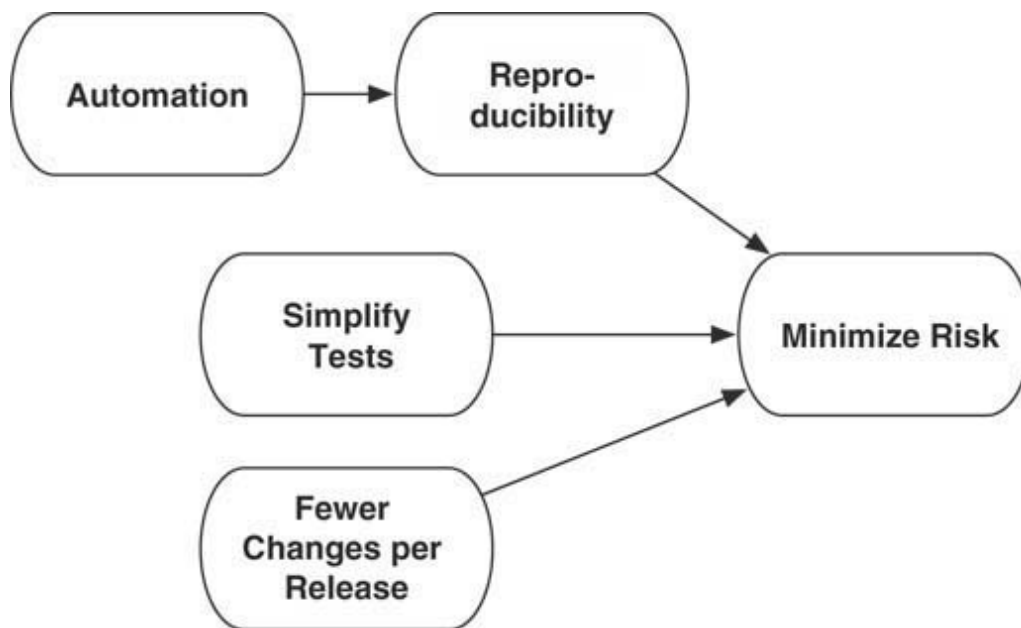 Automation
Repro-
ducibility
Simplify
Tests
Minimize Risk
Fewer
Changes per
Release